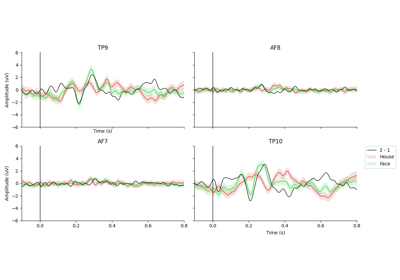 TP9
AF8
6
4
2
0
−2
−4
−6
Amplitude (uV)
Time (s)
AF7
TP10
6
4
2
0
−2
−4
−6
Amplitude (uV)
0.0 0.2 0.4 0.6 0.8
0.0 0.2 0.4 0.6 0.8
Time (s)
2 - 1
House
Face